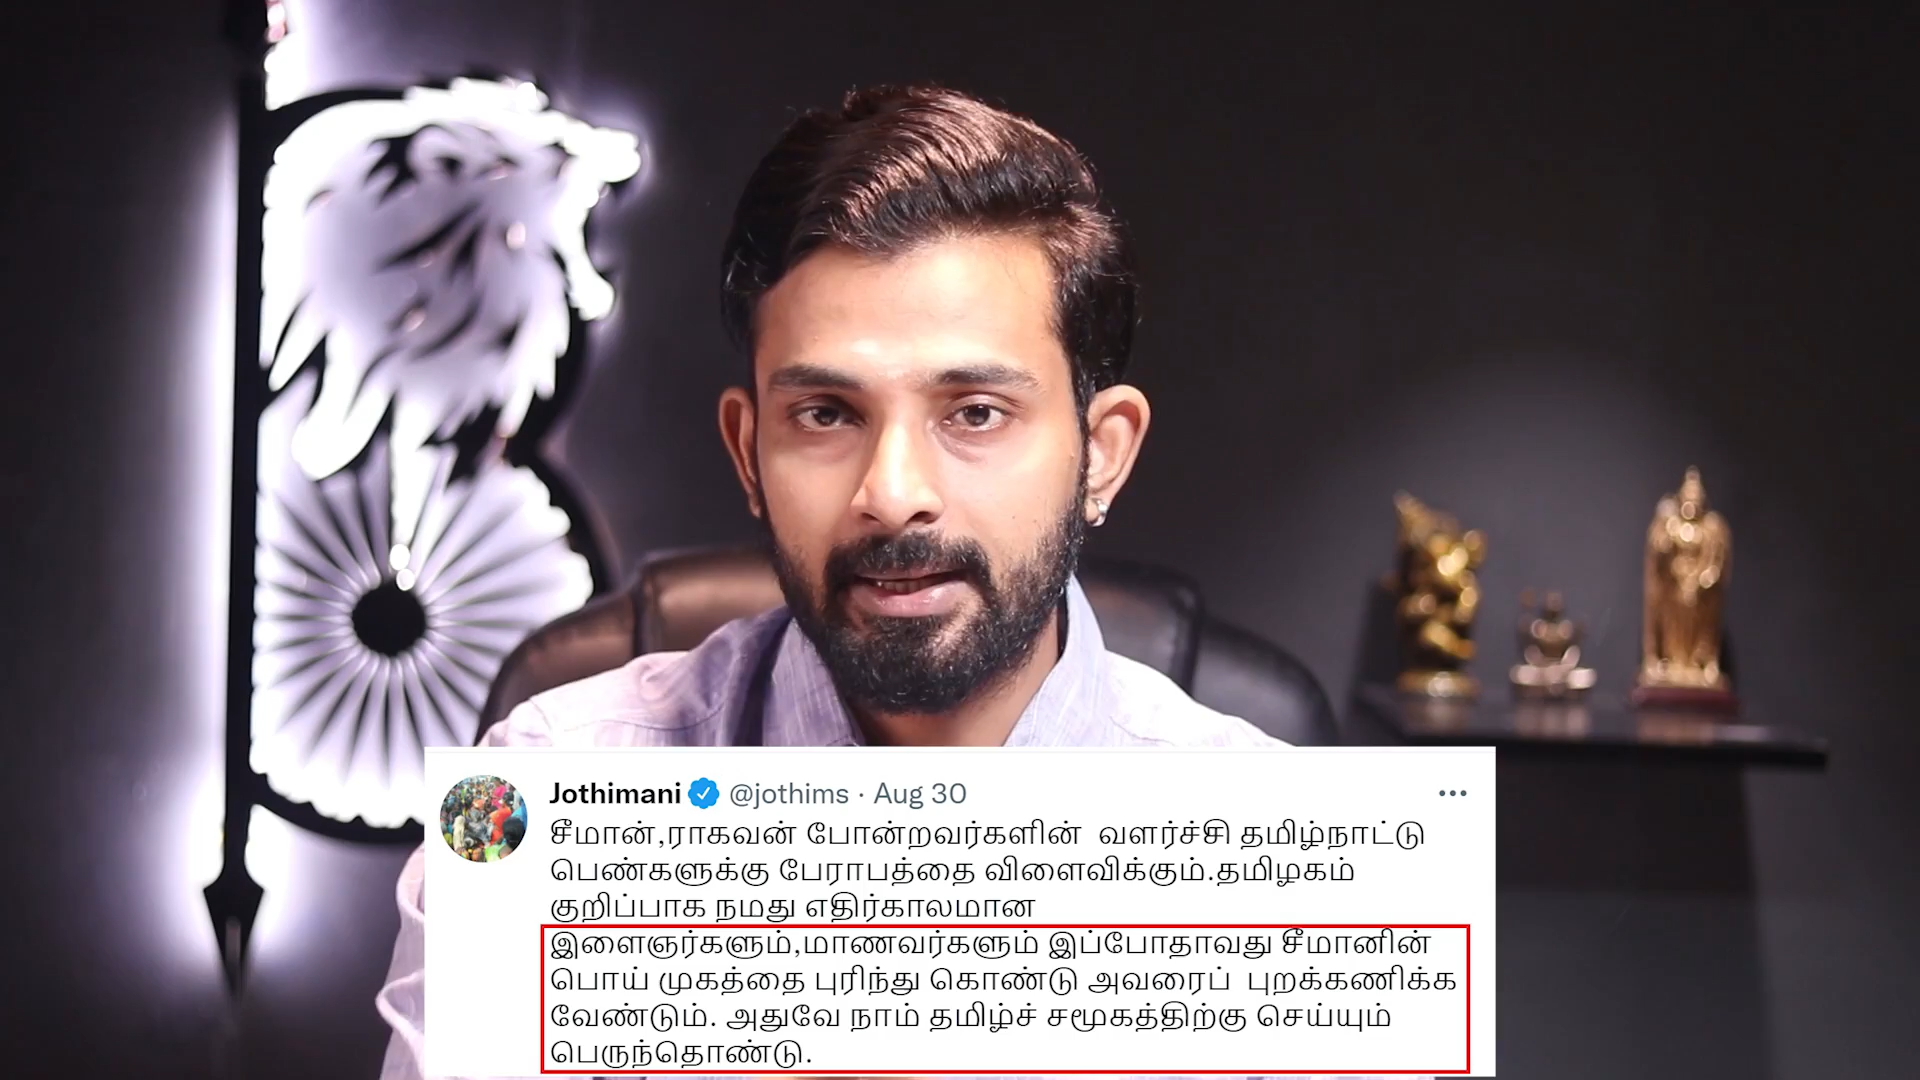 Jothimani @jothims · Aug 30
சீமான்,ராகவன் போன்றவர்களின்  வளர்ச்சி தமிழ்நாட்டு
பெண்களுக்கு பேராபத்தை விளைவிக்கும்.தமிழகம்
குறிப்பாக நமது எதிர்காலமான
இளைஞர்களும்,மாணவர்களும் இப்போதாவது சீமானின்
பொய் முகத்தை புரிந்து கொண்டு அவரைப்  புறக்கணிக்க
வேண்டும். அதுவே நாம் தமிழ்ச் சமூகத்திற்கு செய்யும்
பெருந்தொண்டு.